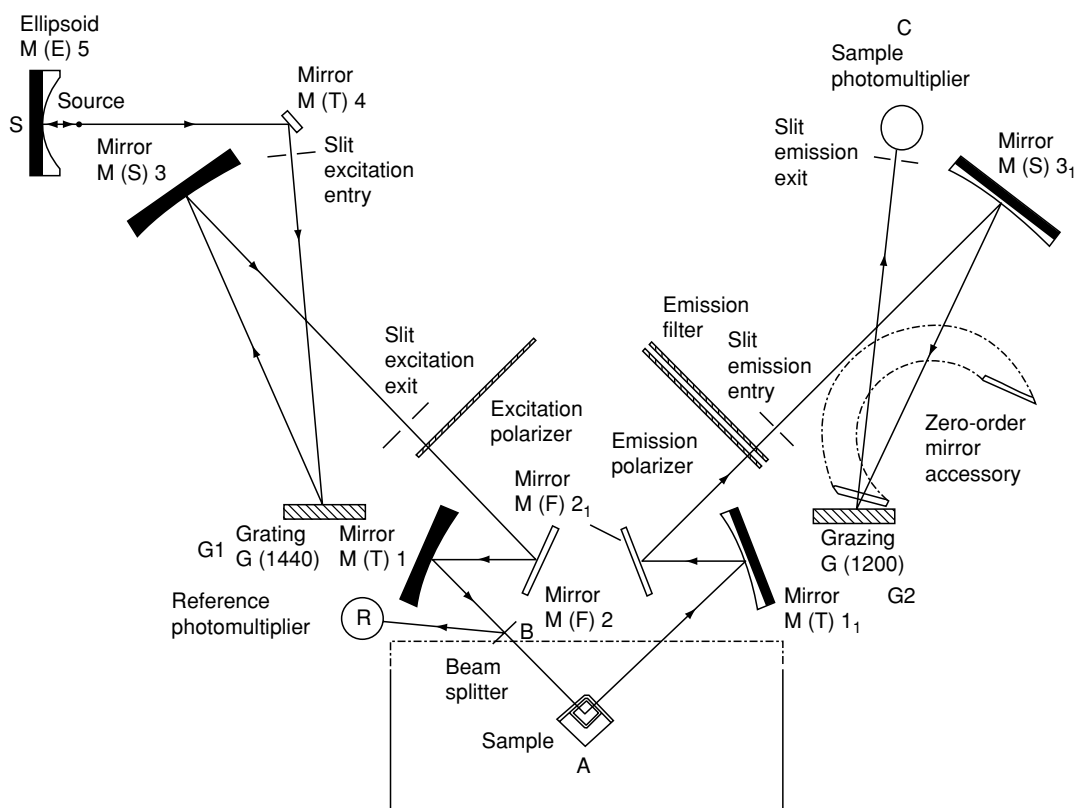 Ellipsoid
M (E) 5
S
Source
Mirror
M (T) 4
Mirror
M (S) 3
Slit
excitation
entry
C
Sample
photomultiplier
Slit
emission
exit
Mirror
M (S) 3₁
Slit
excitation
exit
Excitation
polarizer
Emission
filter
Slit
emission
entry
Emission
polarizer
Zero-order
mirror
accessory
Mirror
M (F) 2₁
G1
Grating
G (1440)
Mirror
M (T) 1
Mirror
M (F) 2
Mirror
M (T) 1₁
Grazing
G (1200)
G2
Reference
photomultiplier
R
B
Beam
splitter
Sample
A